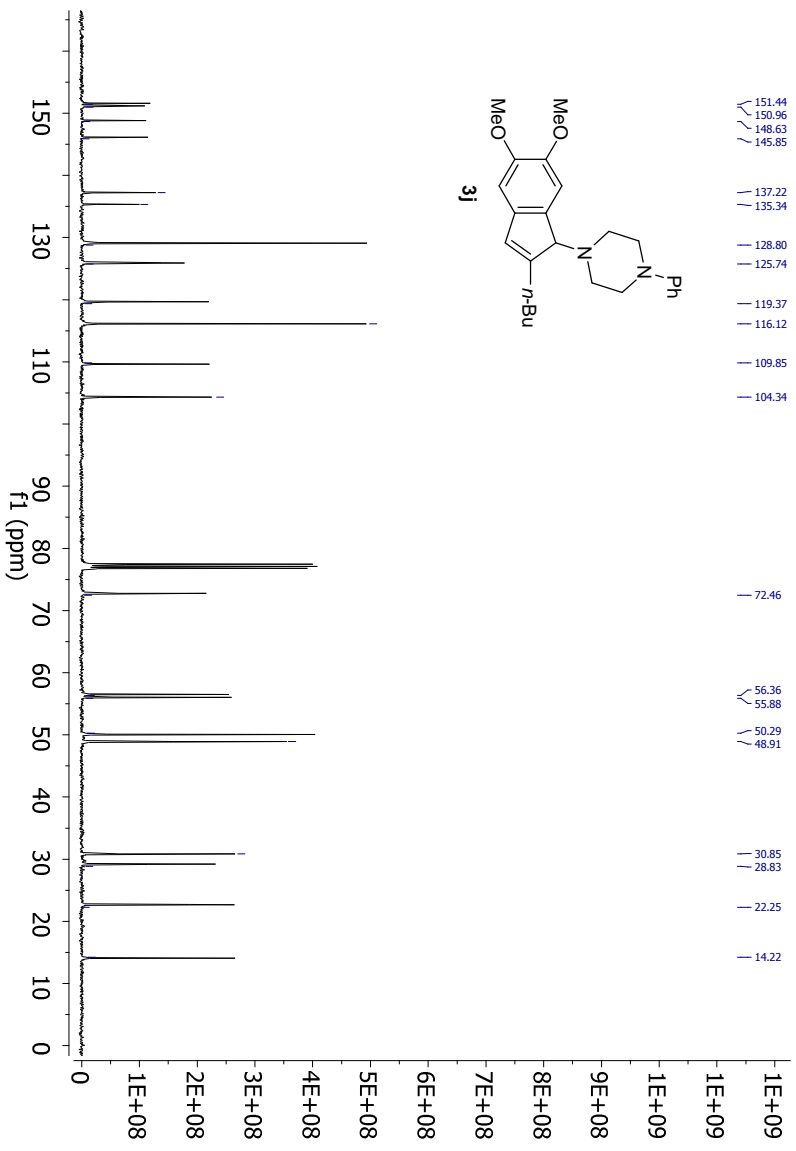 151.44
150.96
148.63
145.85
137.22
135.34
128.80
125.74
119.37
116.12
109.85
104.34
72.46
56.36
55.88
50.29
48.91
30.85
28.83
22.25
14.22
MeO
MeO
N
N
Ph
n-Bu
3j
150
130
110
90
80
70
60
50
40
30
20
10
0
f1 (ppm)
0
1E+08
2E+08
3E+08
4E+08
5E+08
6E+08
7E+08
8E+08
9E+08
1E+09
1E+09
1E+09